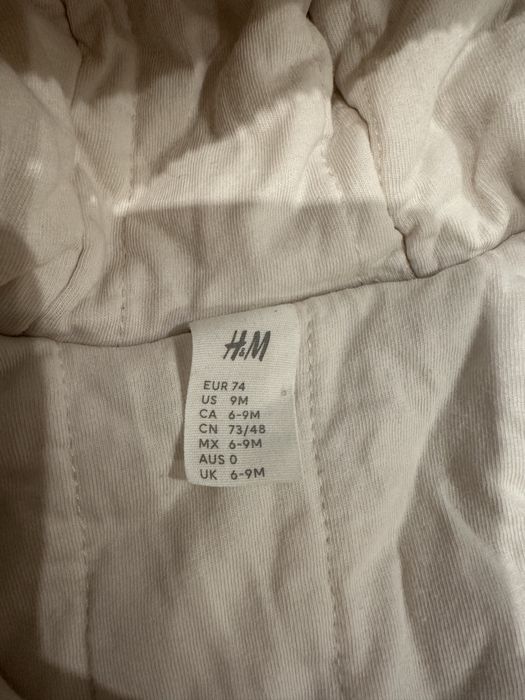 H&M
EUR 74
US 9M
CA 6-9M
CN 73/48
MX 6-9M
AUS 0
UK 6-9M